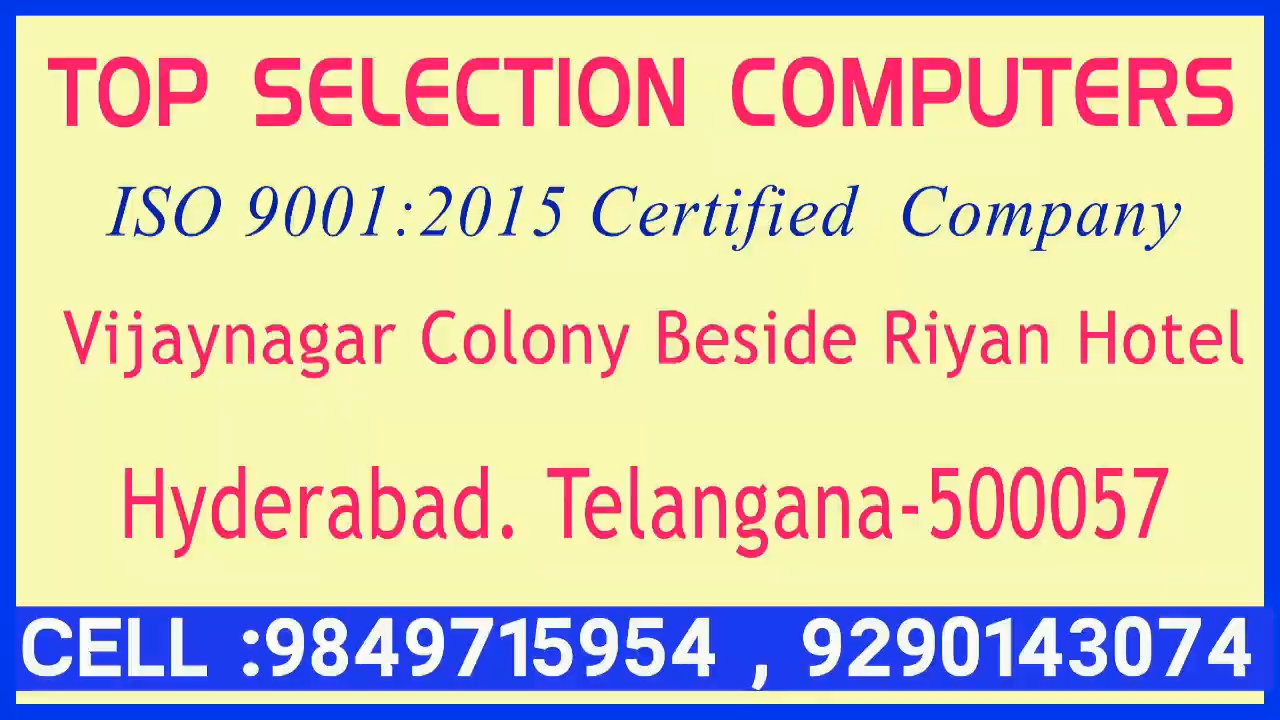 TOP SELECTION COMPUTERS
ISO 9001:2015 Certified Company
Vijaynagar Colony Beside Riyan Hotel
Hyderabad. Telangana-500057
CELL :9849715954 , 9290143074